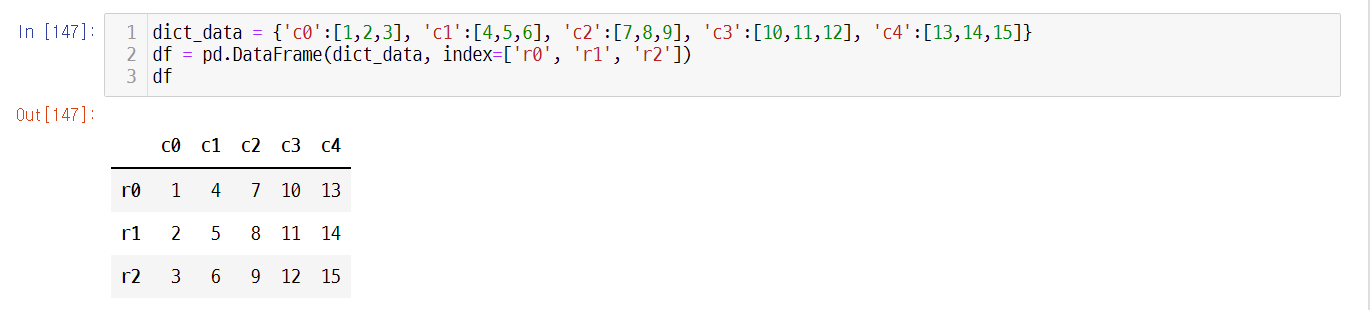 In [147]:
1 dict_data = {'c0':[1,2,3], 'c1':[4,5,6], 'c2':[7,8,9], 'c3':[10,11,12], 'c4':[13,14,15]}
2 df = pd.DataFrame(dict_data, index=['r0', 'r1', 'r2'])
3 df
Out[147]:
c0 c1 c2 c3 c4
r0 1 4 7 10 13
r1 2 5 8 11 14
r2 3 6 9 12 15